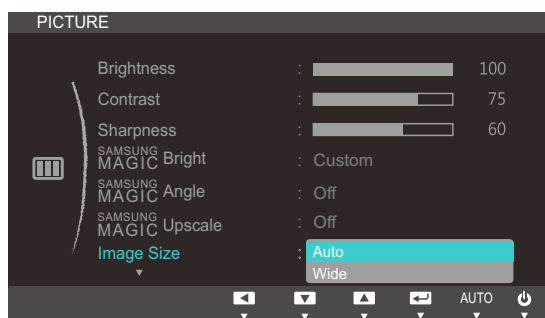 PICTURE
Brightness : 100
Contrast : 75
Sharpness : 60
SAMSUNG MAGIC Bright : Custom
SAMSUNG MAGIC Angle : Off
SAMSUNG MAGIC Upscale : Off
Image Size : Auto
Wide
AUTO